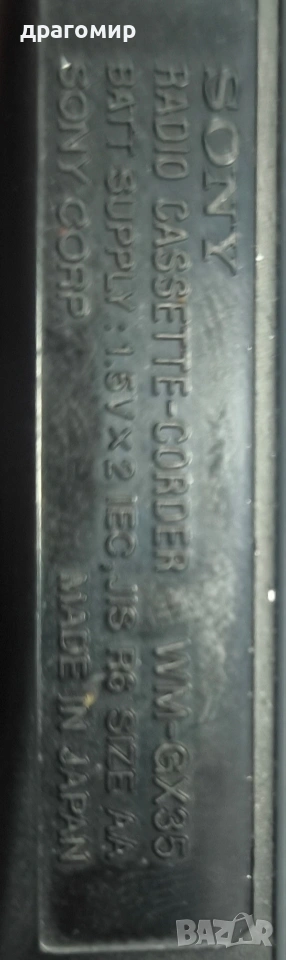 драгомир
SONY
RADIO CASSETTE-CORDER WM-GX35
BATT SUPPLY : 1.5V × 2 IEC, JIS R6 SIZE AA
SONY CORP MADE IN JAPAN
BAZAR